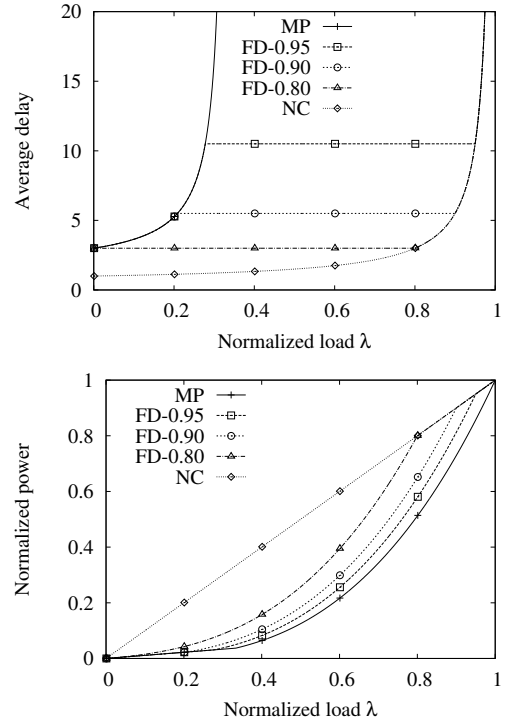 20
15
10
5
0
Average delay
MP
FD-0.95
FD-0.90
FD-0.80
NC
0 0.2 0.4 0.6 0.8 1
Normalized load λ
1
0.8
0.6
0.4
0.2
0
Normalized power
MP
FD-0.95
FD-0.90
FD-0.80
NC
0 0.2 0.4 0.6 0.8 1
Normalized load λ